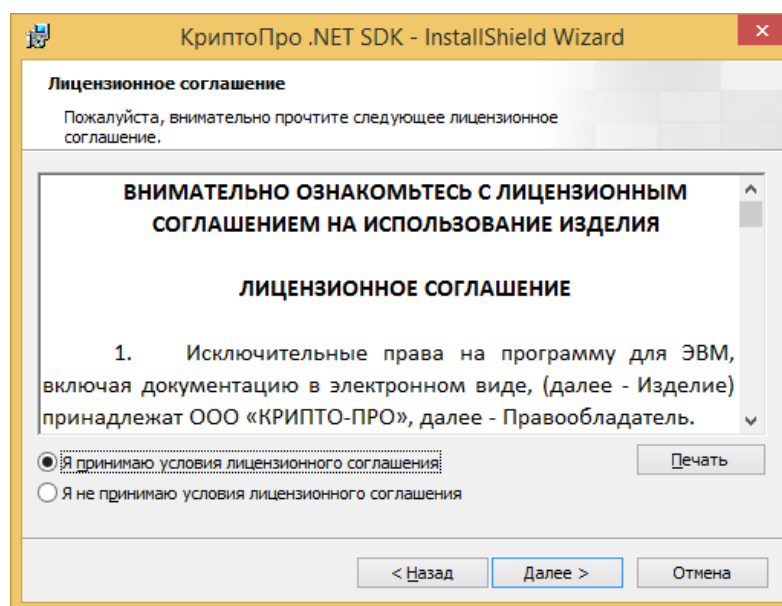 КриптоПро .NET SDK - InstallShield Wizard
Лицензионное соглашение
Пожалуйста, внимательно прочтите следующее лицензионное
соглашение.
ВНИМАТЕЛЬНО ОЗНАКОМЬТЕСЬ С ЛИЦЕНЗИОННЫМ
СОГЛАШЕНИЕМ НА ИСПОЛЬЗОВАНИЕ ИЗДЕЛИЯ
ЛИЦЕНЗИОННОЕ СОГЛАШЕНИЕ
1. Исключительные права на программу для ЭВМ,
включая документацию в электронном виде, (далее - Изделие)
принадлежат ООО «КРИПТО-ПРО», далее - Правообладатель.
Я принимаю условия лицензионного соглашения
Печать
Я не принимаю условия лицензионного соглашения
< Назад
Далее >
Отмена